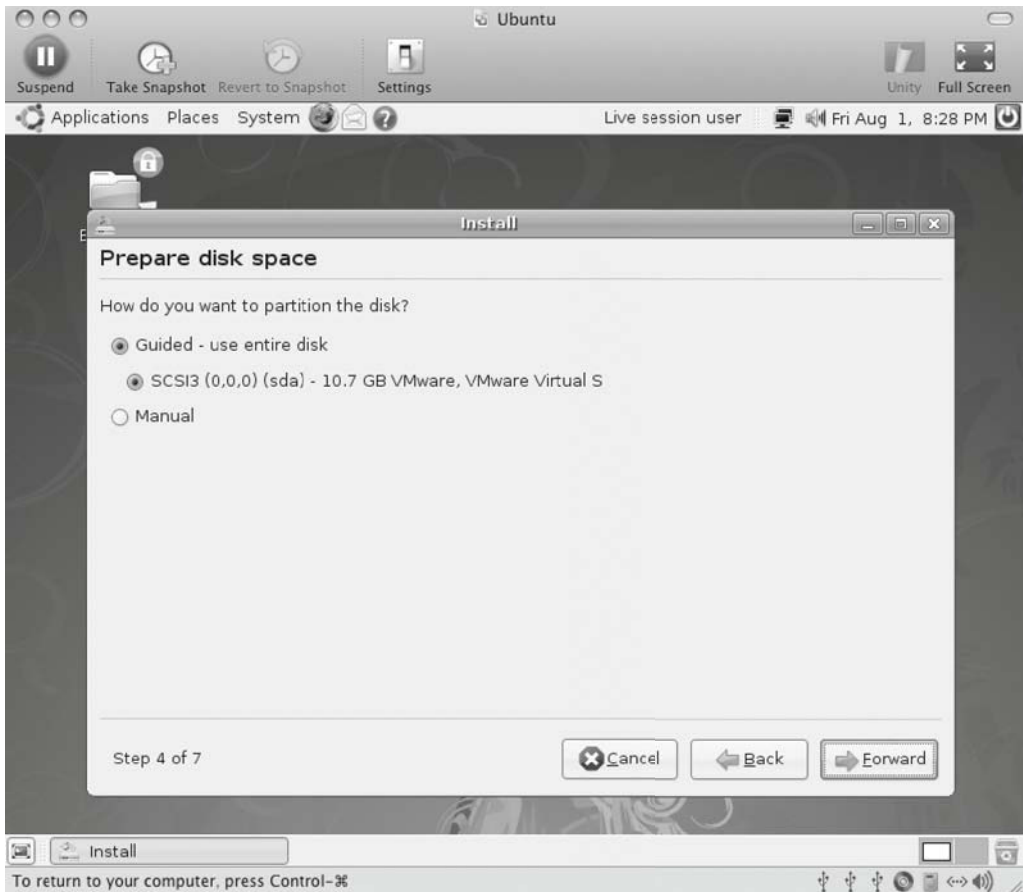 Ubuntu
Suspend Take Snapshot Revert to Snapshot Settings Unity Full Screen
Applications Places System Live session user Fri Aug 1, 8:28 PM
E
Install
Prepare disk space
How do you want to partition the disk?
Guided - use entire disk
SCSI3 (0,0,0) (sda) - 10.7 GB VMware, VMware Virtual S
Manual
Step 4 of 7 Cancel Back Forward
Install
To return to your computer, press Control-⌘